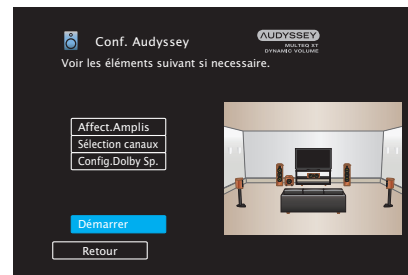 Conf. Audyssey
AUDYSSEY
MULTEQ XT
DYNAMIC VOLUME
Voir les éléments suivant si necessaire.
Affect.Amplis
Sélection canaux
Config.Dolby Sp.
Démarrer
Retour